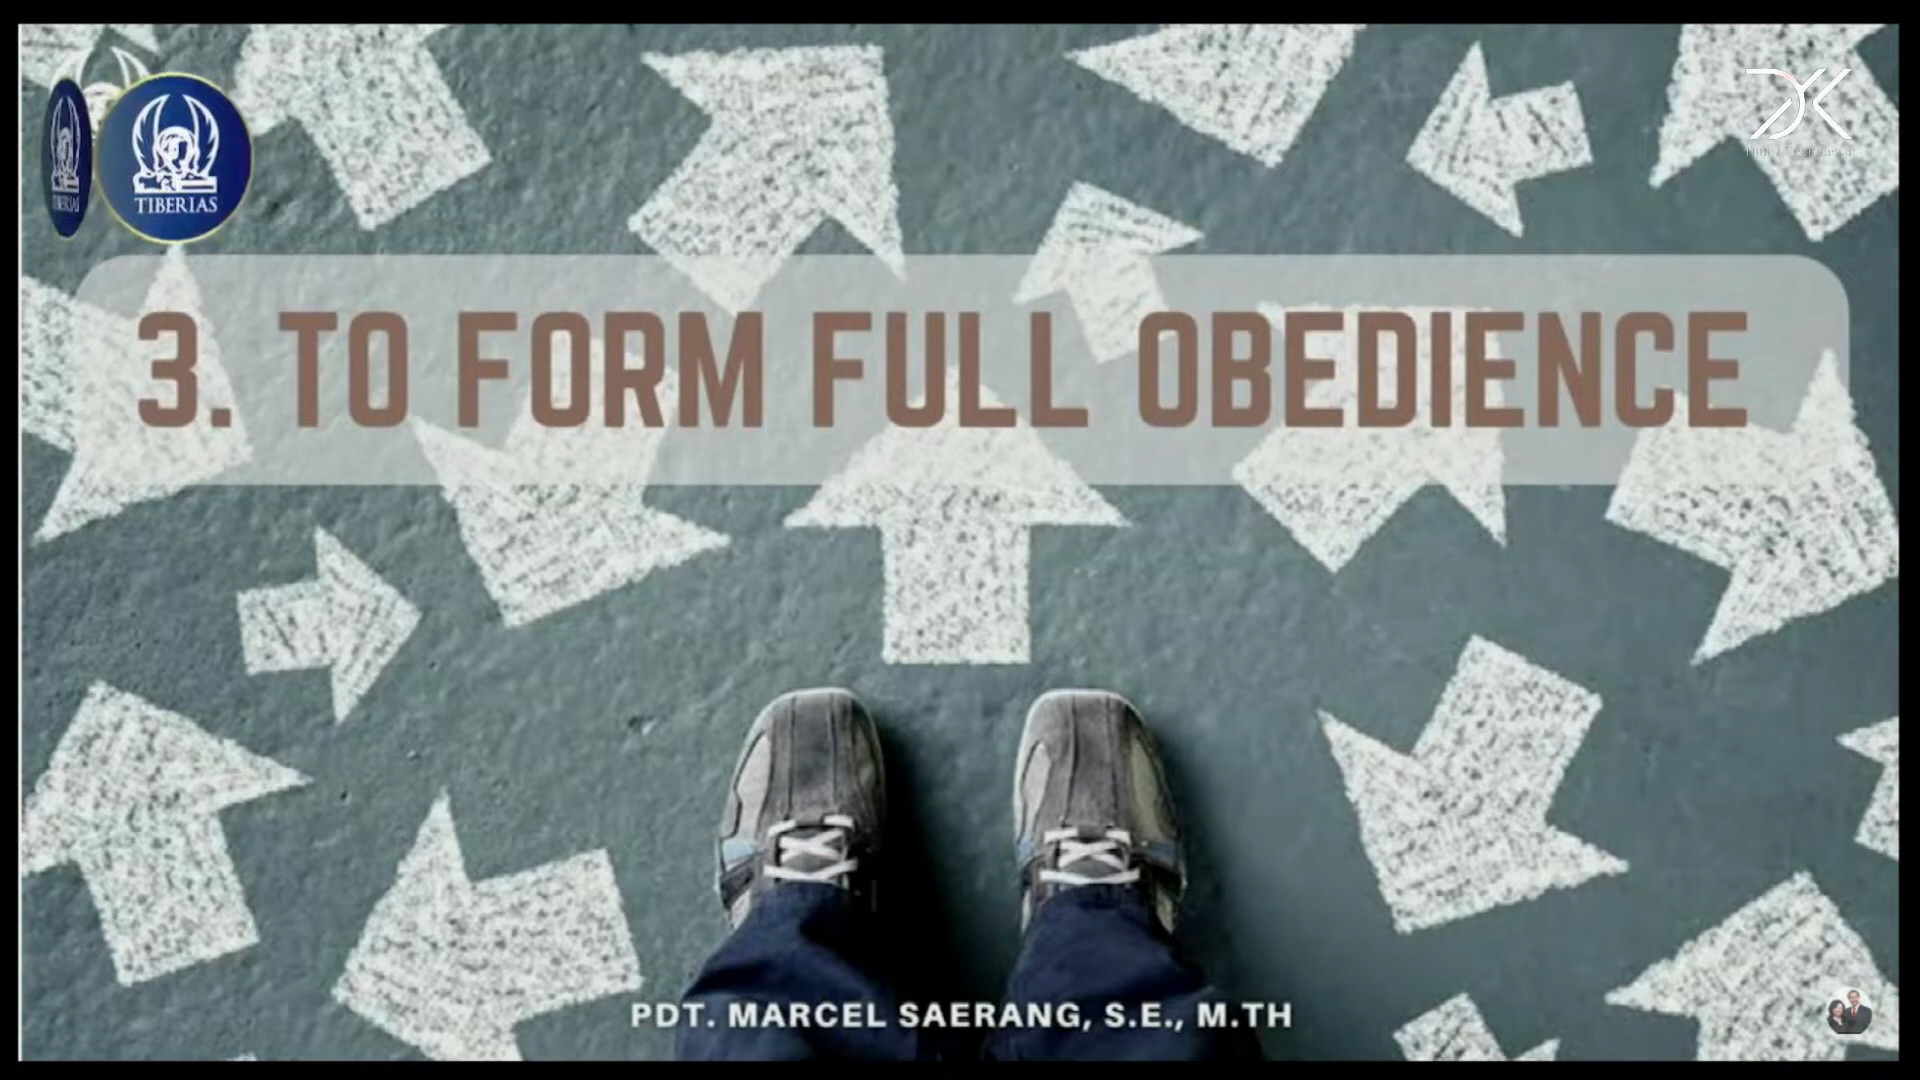 TIBERIAS
TIBERIAS
3. TO FORM FULL OBEDIENCE
PDT. MARCEL SAERANG, S.E., M.TH